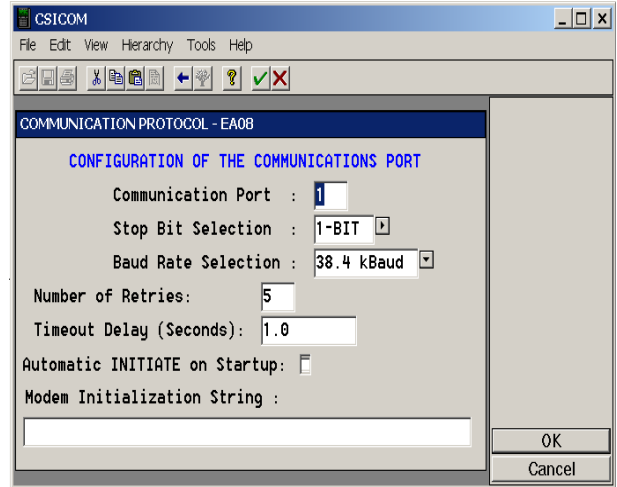 CSICOM
File Edit View Hierarchy Tools Help
COMMUNICATION PROTOCOL - EA08
CONFIGURATION OF THE COMMUNICATIONS PORT
Communication Port : 1
Stop Bit Selection : 1-BIT
Baud Rate Selection : 38.4 kBaud
Number of Retries: 5
Timeout Delay (Seconds): 1.0
Automatic INITIATE on Startup:
Modem Initialization String :
OK
Cancel